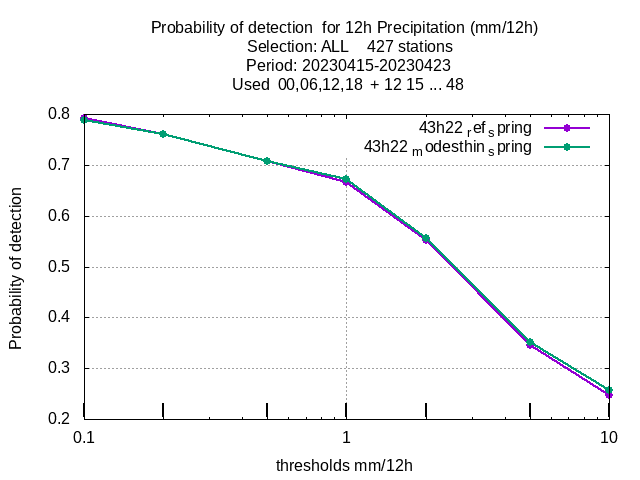 Probability of detection  for 12h Precipitation (mm/12h)
Selection: ALL    427 stations
Period: 20230415-20230423
Used  00,06,12,18  + 12 15 ... 48
43h22 ref spring
43h22 modesthin spring
Probability of detection
0.8
0.7
0.6
0.5
0.4
0.3
0.2
0.1
1
10
thresholds mm/12h